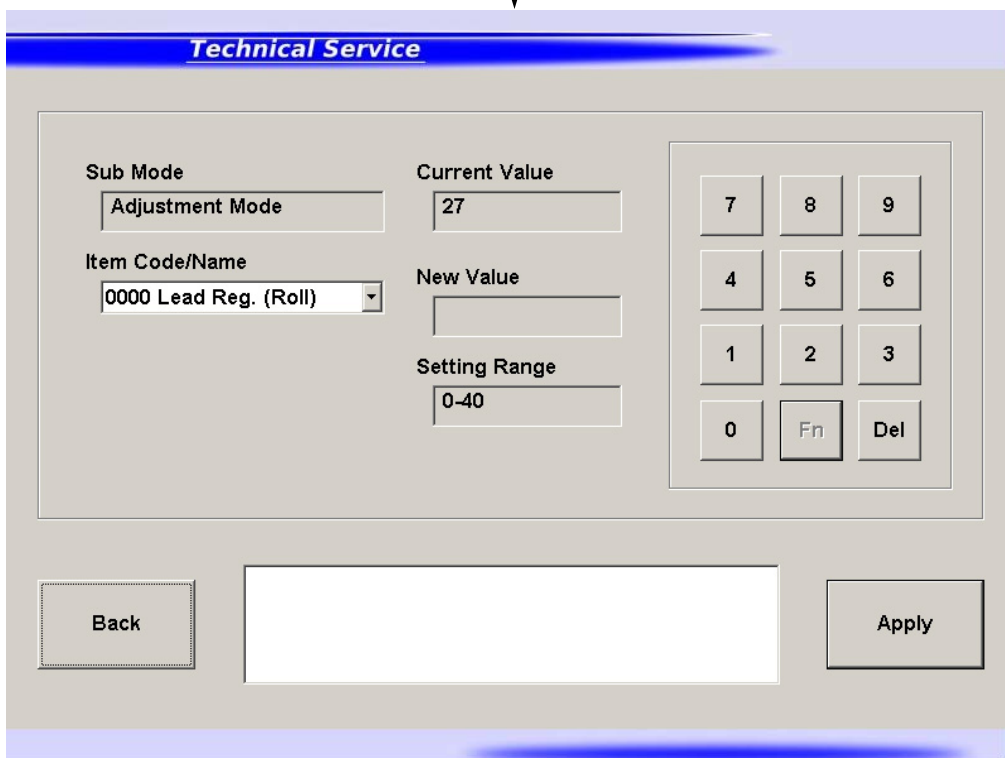 Technical Service
Sub Mode
Adjustment Mode
Item Code/Name
0000 Lead Reg. (Roll)
Current Value
27
New Value
Setting Range
0-40
7 8 9
4 5 6
1 2 3
0 Fn Del
Back
Apply